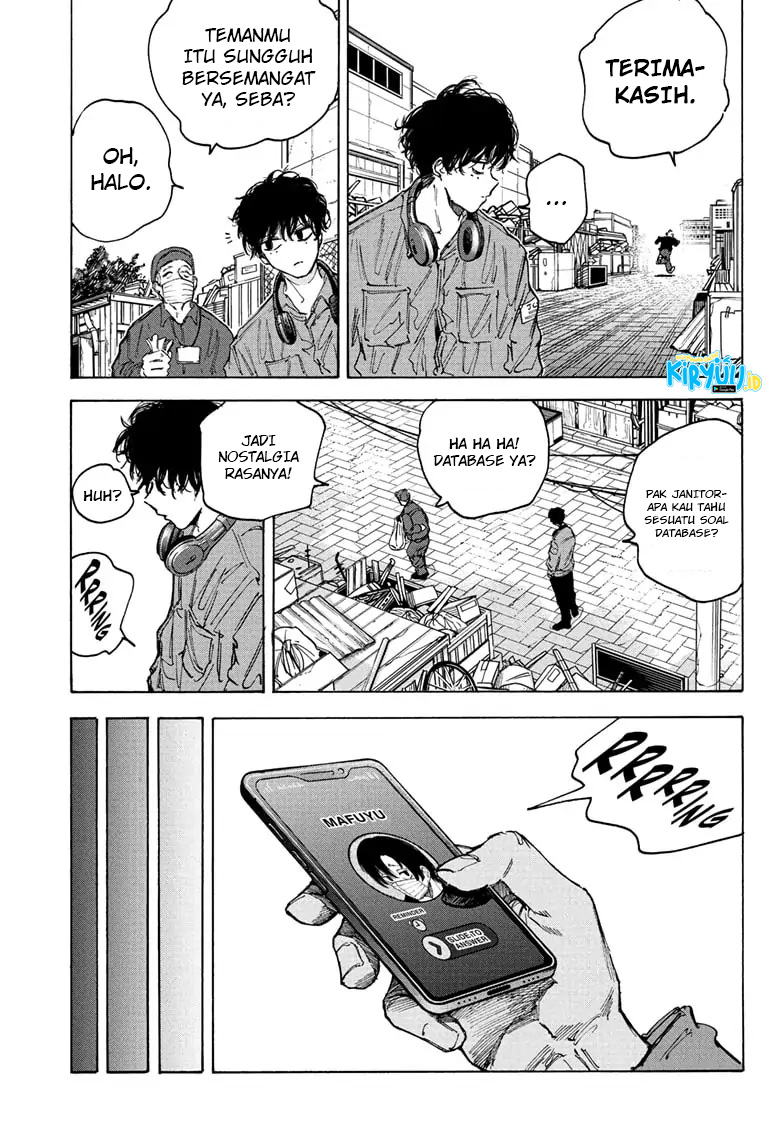 TERIMA-
KASIH.
...
TEMANMU
ITU SUNGGUH
BERSEMANGAT
YA, SEBA?
OH,
HALO.
KIRYUU.ID
PAK JANITOR-
APA KAU TAHU
SESUATU SOAL
DATABASE?
HA HA HA!
DATABASE YA?
JADI
NOSTALGIA
RASANYA!
HUH?
RRRING
RRRRRING
MAFUYU
REMINDER
SLIDE TO
ANSWER